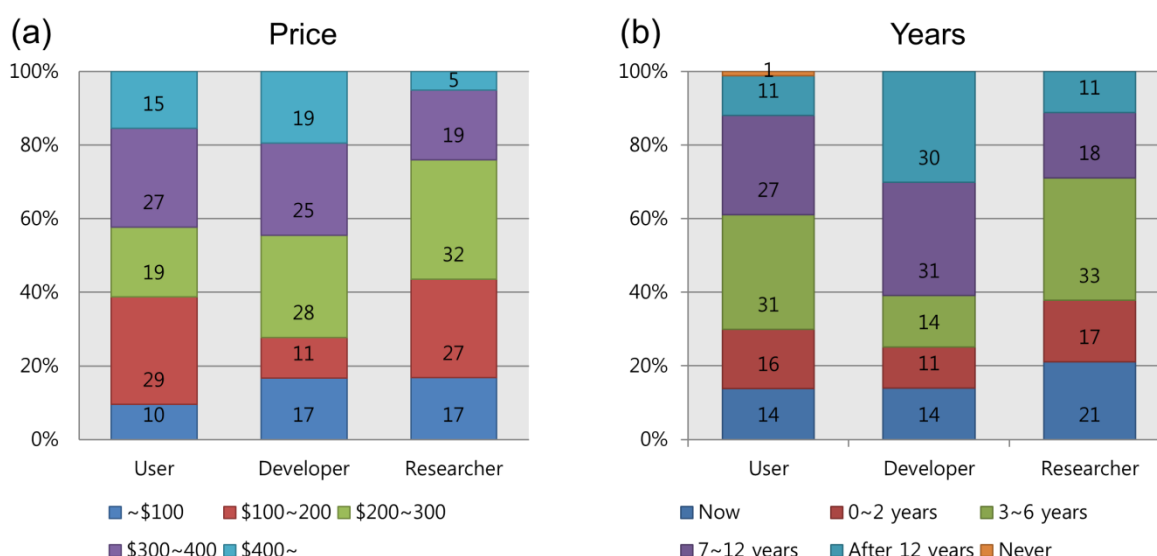 (a) Price
100%
80%
60%
40%
20%
0%
15 19 5
27 25 19
19 28 32
29 11 27
10 17 17
User Developer Researcher
~$100 $100~200 $200~300
$300~400 $400~
(b) Years
100%
80%
60%
40%
20%
0%
1
11 30 11
27 31 18
31 14 33
16 11 17
14 14 21
User Developer Researcher
Now 0~2 years 3~6 years
7~12 years After 12 years Never